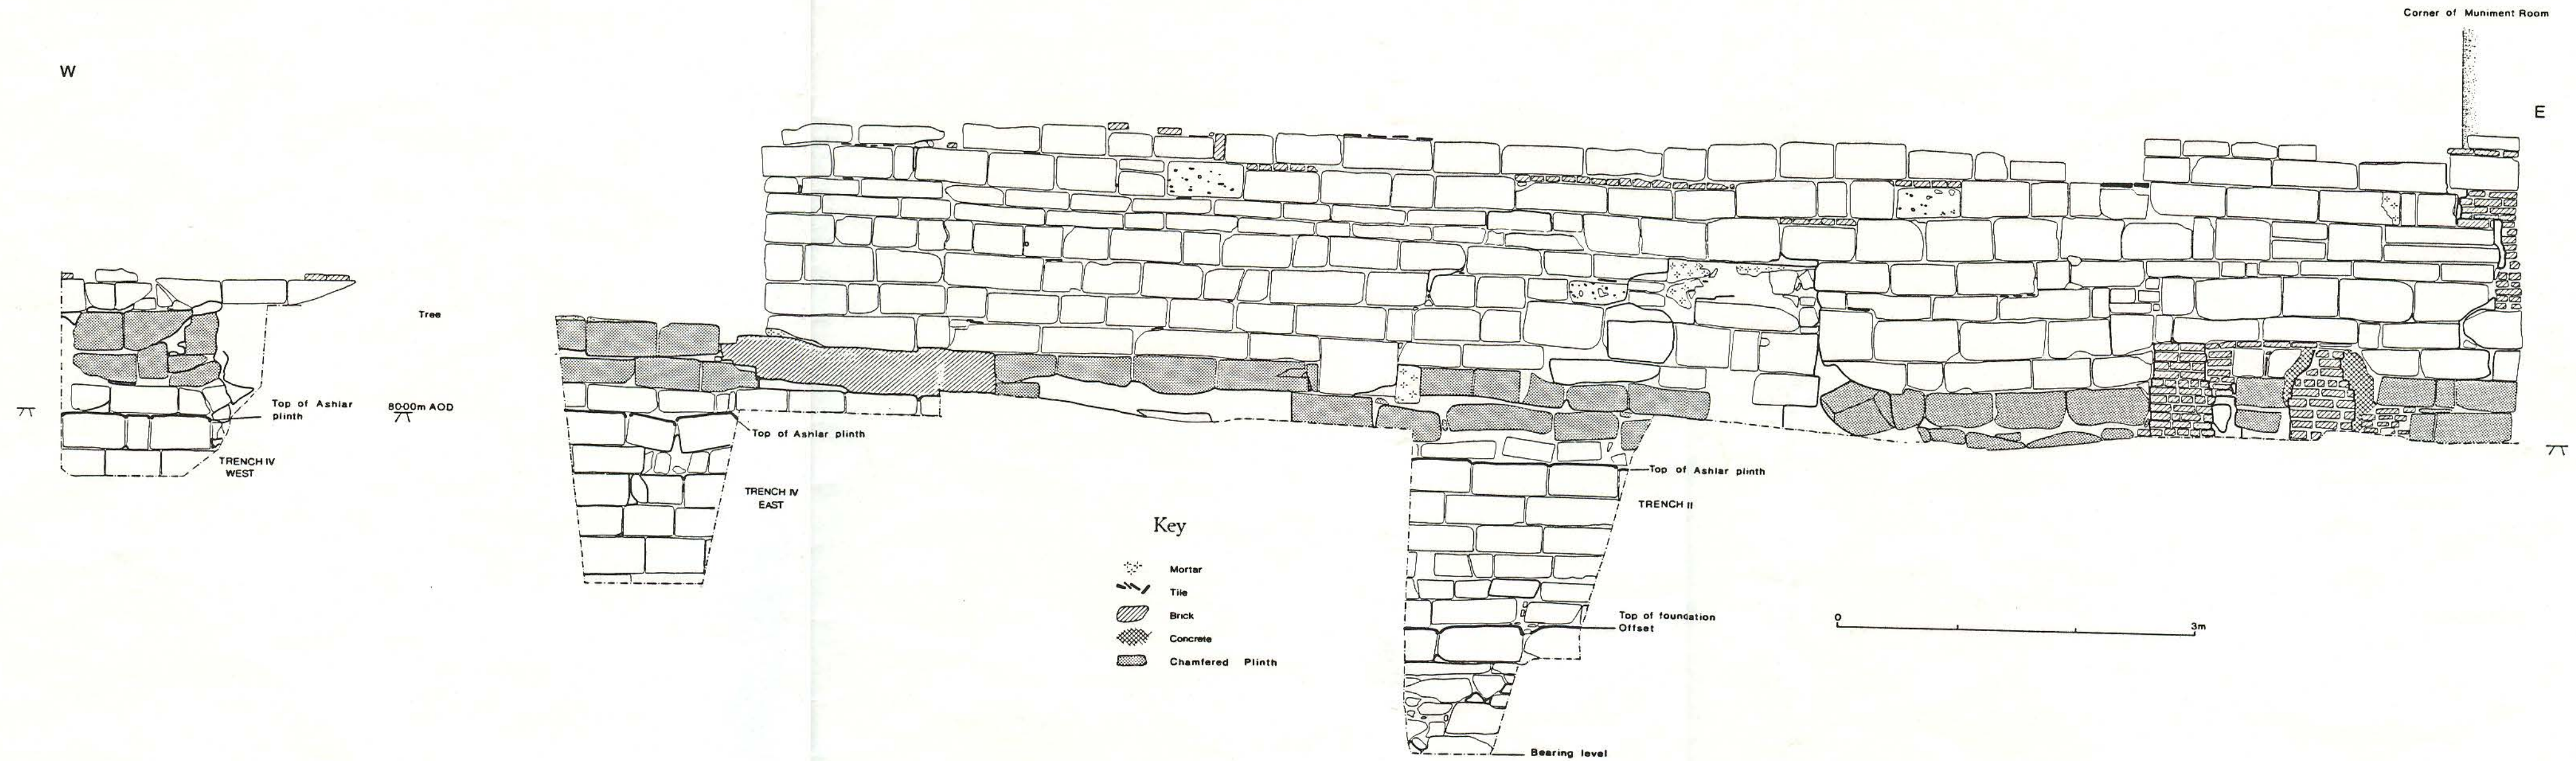 Corner of Muniment Room
W
E
Tree
Top of Ashlar
plinth
80·00m AOD
Top of Ashlar plinth
TRENCH IV
WEST
TRENCH IV
EAST
Top of Ashlar plinth
TRENCH II
Key
Mortar
Tile
Brick
Concrete
Chamfered Plinth
Top of foundation
Offset
0
3m
Bearing level